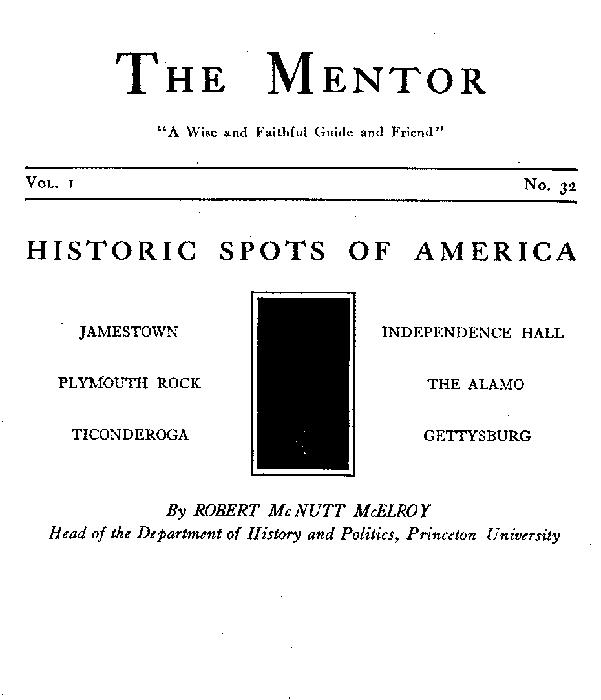 THE MENTOR
"A Wise and Faithful Guide and Friend"
VOL. 1
No. 32
HISTORIC SPOTS OF AMERICA
JAMESTOWN
PLYMOUTH ROCK
TICONDEROGA
INDEPENDENCE HALL
THE ALAMO
GETTYSBURG
By ROBERT McNUTT McELROY
Head of the Department of History and Politics, Princeton University